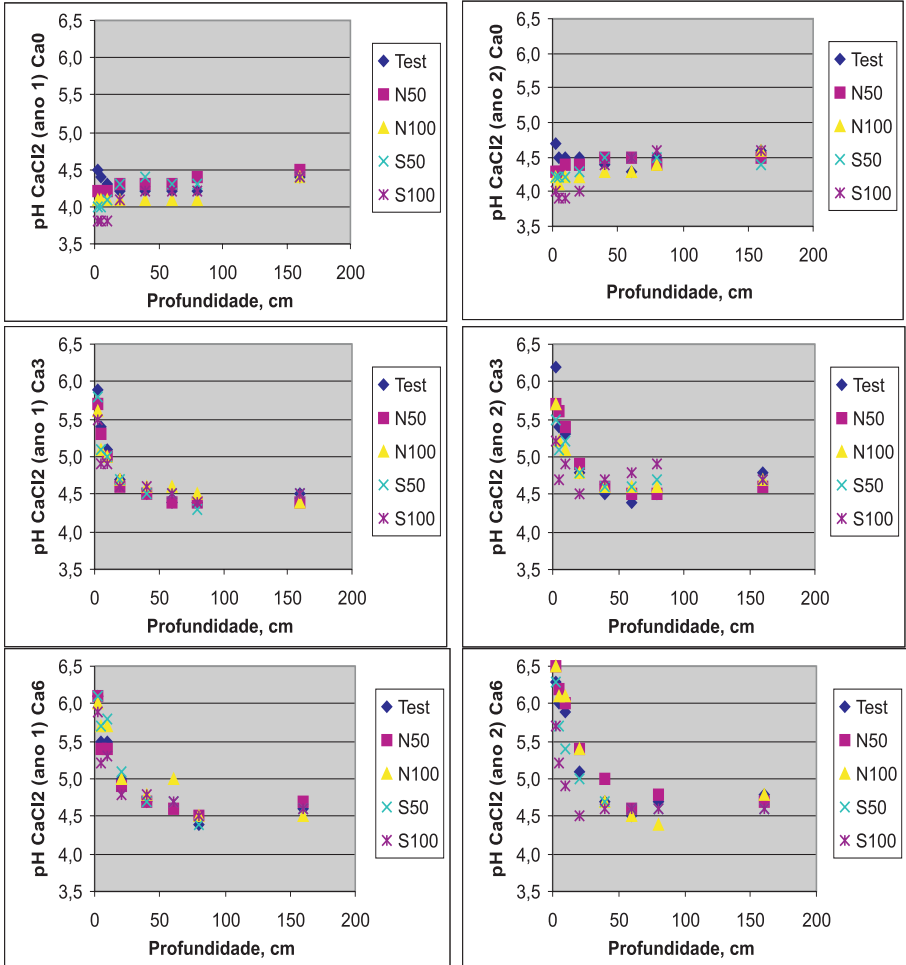 pH CaCl2 (ano 1) Ca0
6,5
6,0
5,5
5,0
4,5
4,0
3,5
0 50 100 150 200
Profundidade, cm
Test
N50
N100
S50
S100
pH CaCl2 (ano 2) Ca0
6,5
6,0
5,5
5,0
4,5
4,0
3,5
0 50 100 150 200
Profundidade, cm
Test
N50
N100
S50
S100
pH CaCl2 (ano 1) Ca3
6,5
6,0
5,5
5,0
4,5
4,0
3,5
0 50 100 150 200
Profundidade, cm
Test
N50
N100
S50
S100
pH CaCl2 (ano 2) Ca3
6,5
6,0
5,5
5,0
4,5
4,0
3,5
0 50 100 150 200
Profundidade, cm
Test
N50
N100
S50
S100
pH CaCl2 (ano 1) Ca6
6,5
6,0
5,5
5,0
4,5
4,0
3,5
0 50 100 150 200
Profundidade, cm
Test
N50
N100
S50
S100
pH CaCl2 (ano 2) Ca6
6,5
6,0
5,5
5,0
4,5
4,0
3,5
0 50 100 150 200
Profundidade, cm
Test
N50
N100
S50
S100